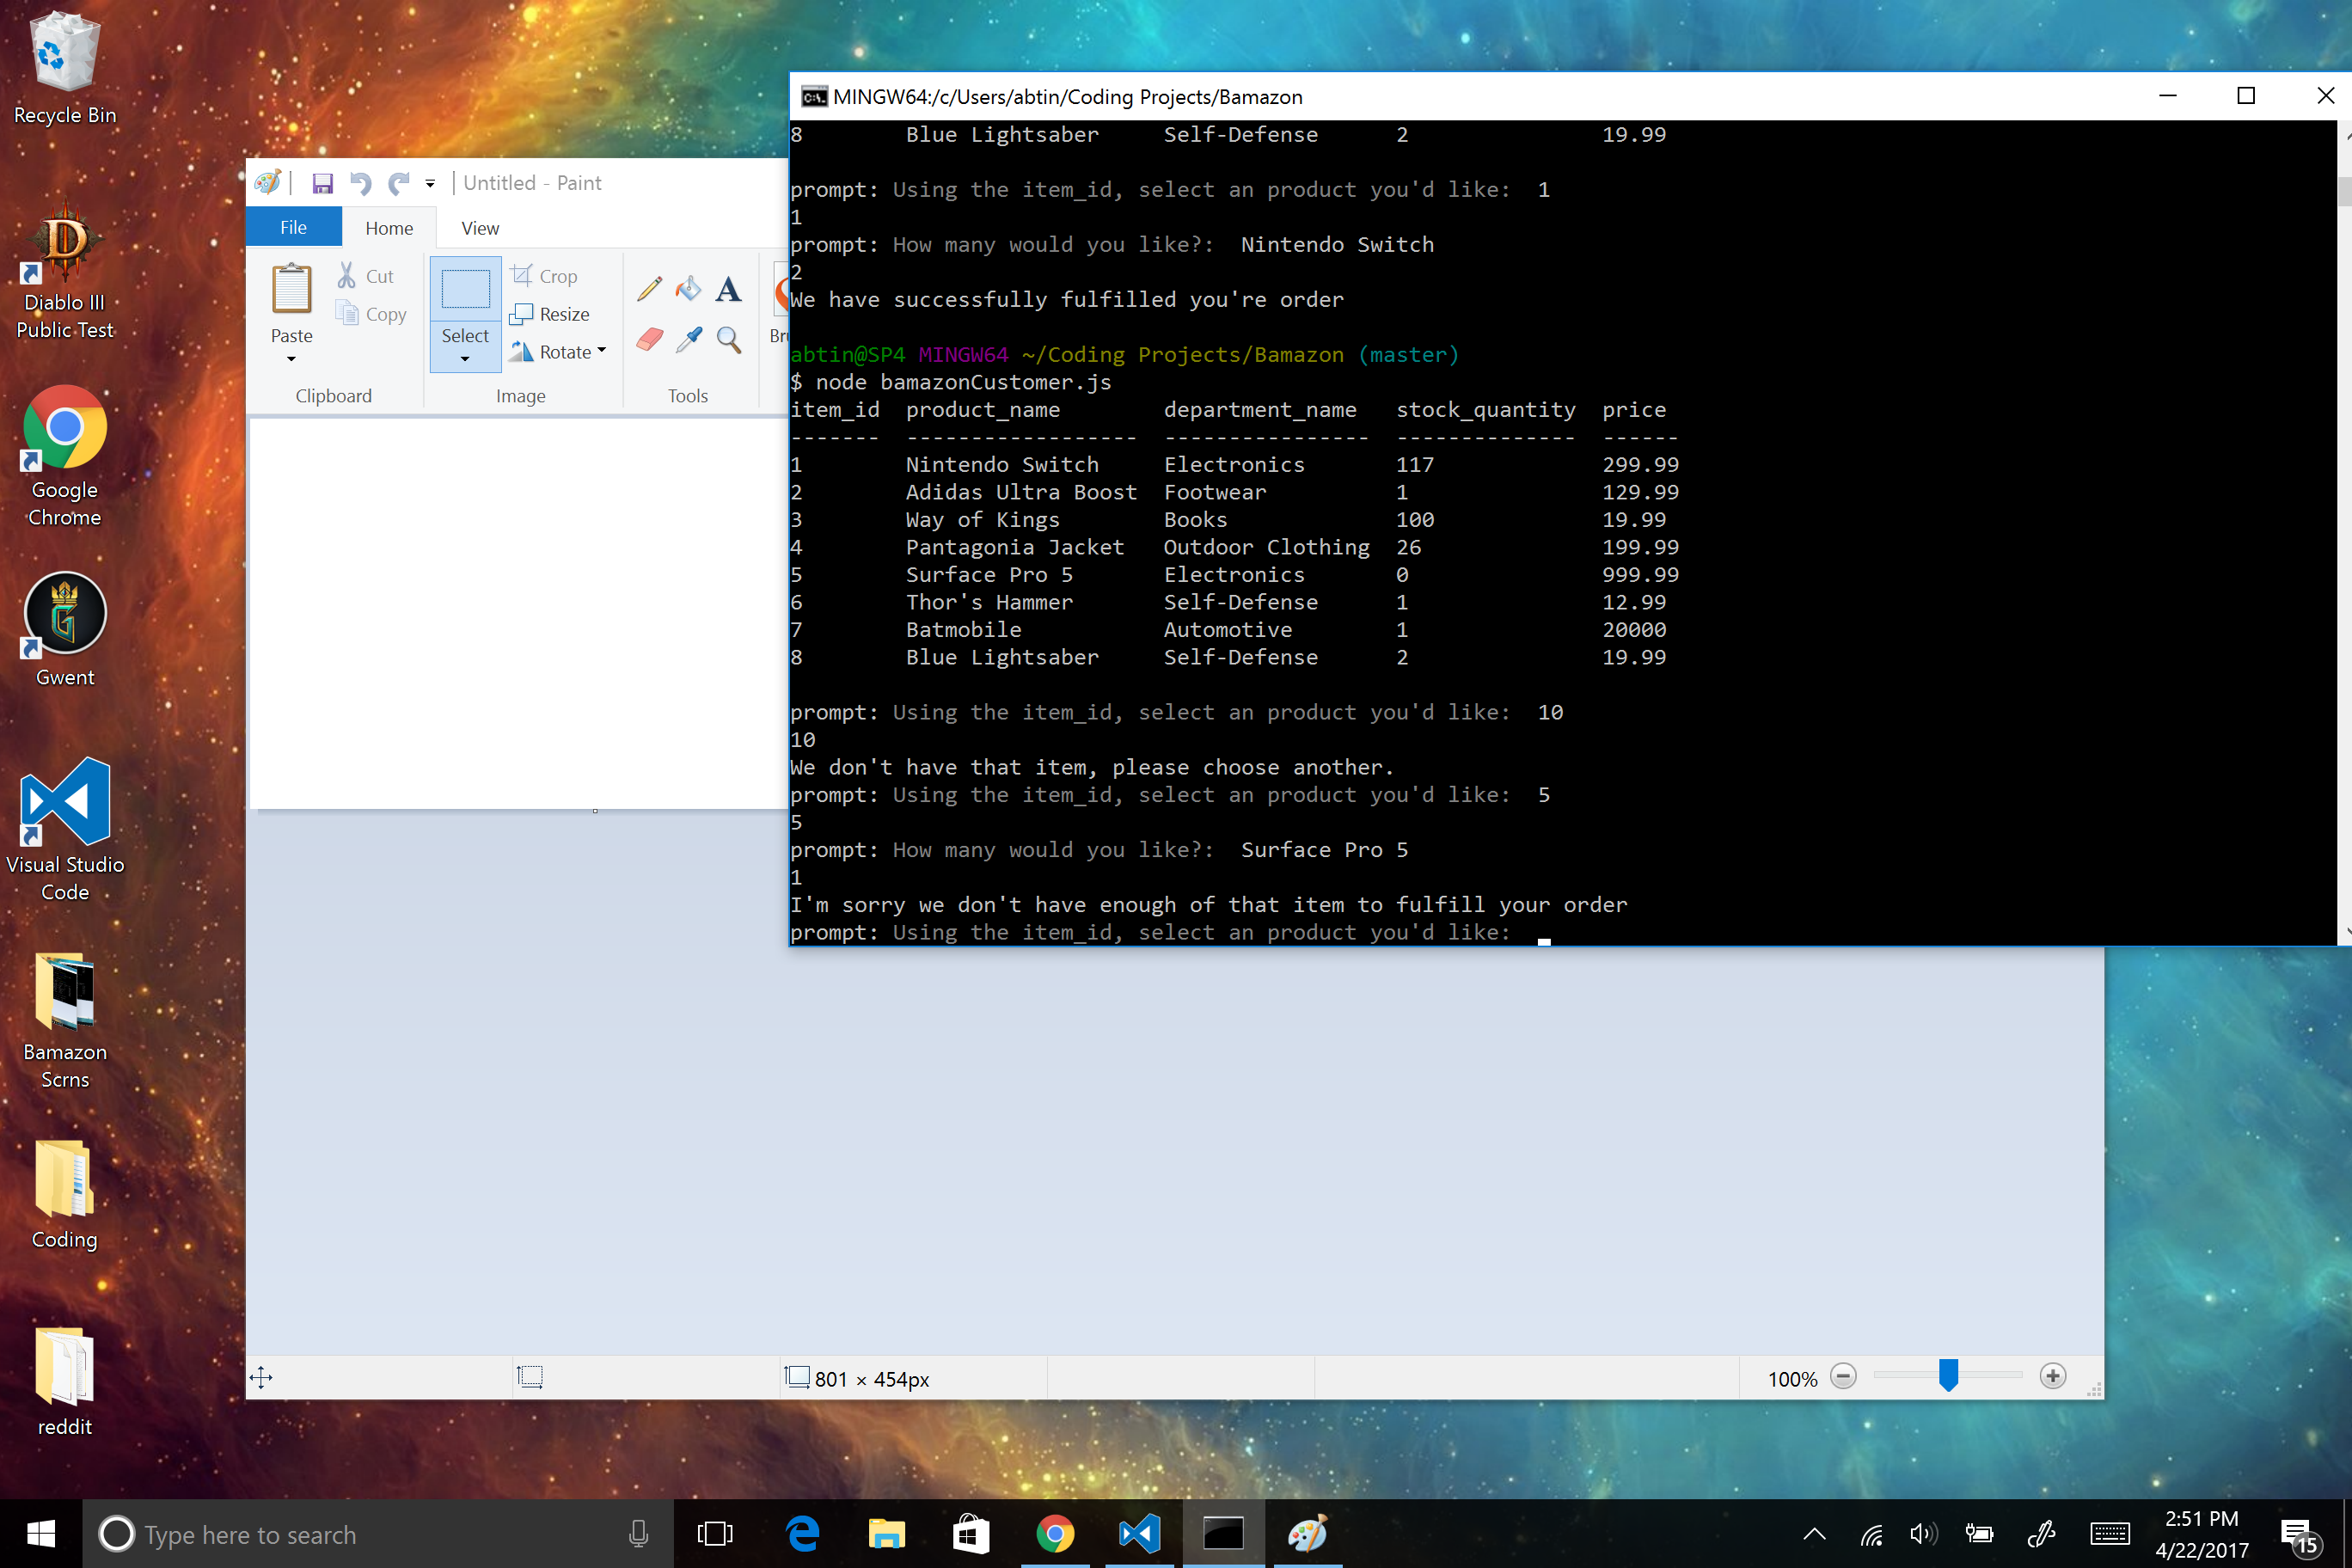 Recycle Bin
Diablo III
Public Test
Google
Chrome
Gwent
Visual Studio
Code
Bamazon
Scrns
Coding
reddit
Untitled - Paint
File Home View
Paste
Cut
Copy
Clipboard
Select
Crop
Resize
Rotate
Image
A
Tools
MINGW64:/c/Users/abtin/Coding Projects/Bamazon
8 Blue Lightsaber Self-Defense 2 19.99
prompt: Using the item_id, select an product you'd like: 1
1
prompt: How many would you like?: Nintendo Switch
2
We have successfully fulfilled you're order
abtin@SP4 MINGW64 ~/Coding Projects/Bamazon (master)
$ node bamazonCustomer.js
item_id product_name department_name stock_quantity price
------- ------------------ ---------------- -------------- ------
1 Nintendo Switch Electronics 117 299.99
2 Adidas Ultra Boost Footwear 1 129.99
3 Way of Kings Books 100 19.99
4 Pantagonia Jacket Outdoor Clothing 26 199.99
5 Surface Pro 5 Electronics 0 999.99
6 Thor's Hammer Self-Defense 1 12.99
7 Batmobile Automotive 1 20000
8 Blue Lightsaber Self-Defense 2 19.99
prompt: Using the item_id, select an product you'd like: 10
10
We don't have that item, please choose another.
prompt: Using the item_id, select an product you'd like: 5
5
prompt: How many would you like?: Surface Pro 5
1
I'm sorry we don't have enough of that item to fulfill your order
prompt: Using the item_id, select an product you'd like:
801 × 454px
100%
Type here to search
2:51 PM
4/22/2017
15